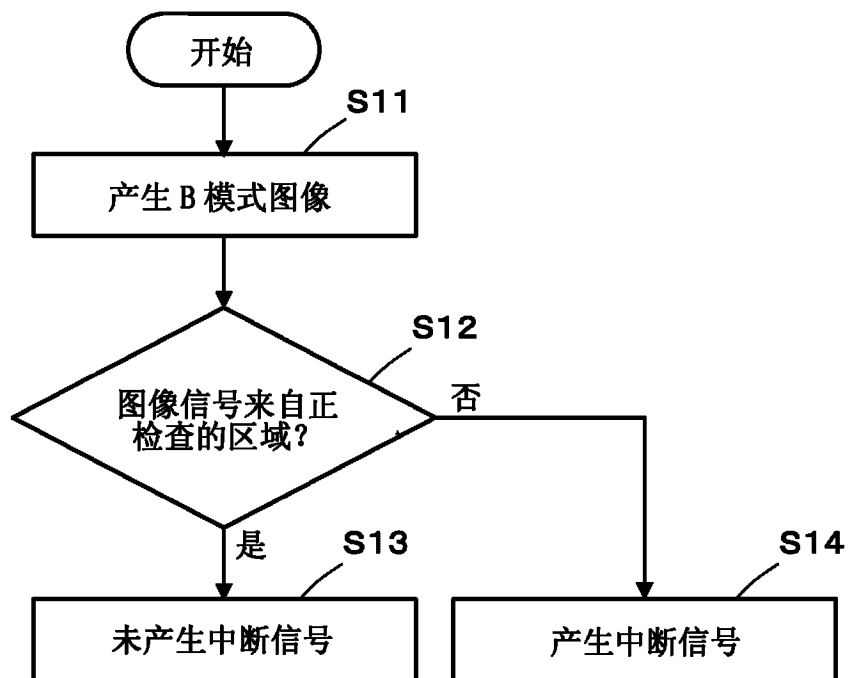 开始
S11
产生 B 模式图像
S12
图像信号来自正
检查的区域?
否
是
S13
S14
未产生中断信号
产生中断信号